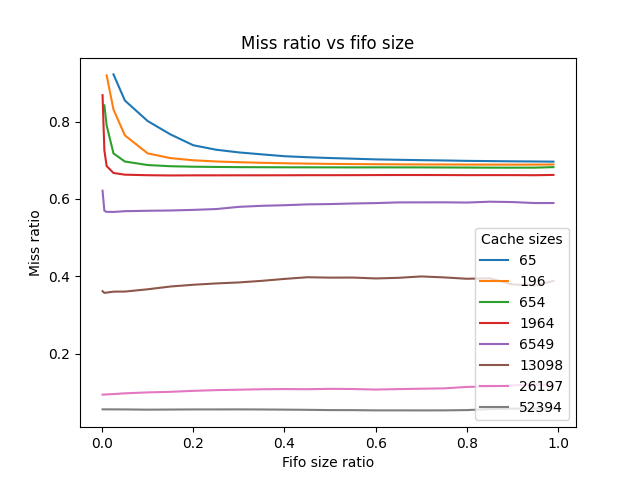 Miss ratio vs fifo size
Miss ratio
0.8
0.6
0.4
0.2
0.0 0.2 0.4 0.6 0.8 1.0
Fifo size ratio
Cache sizes
65
196
654
1964
6549
13098
26197
52394